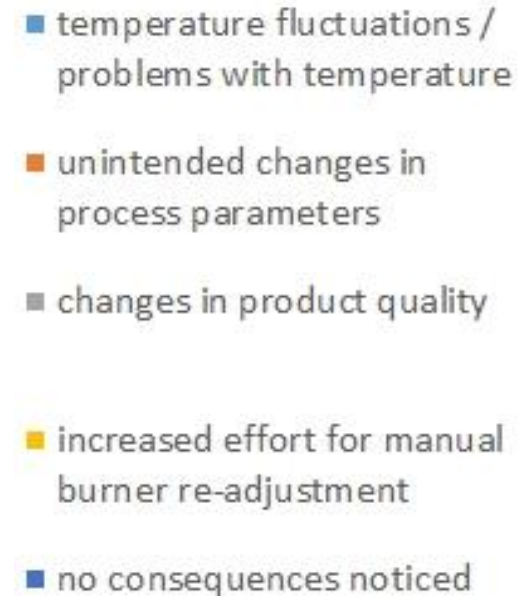 temperature fluctuations /
problems with temperature
unintended changes in
process parameters
changes in product quality
increased effort for manual
burner re-adjustment
no consequences noticed